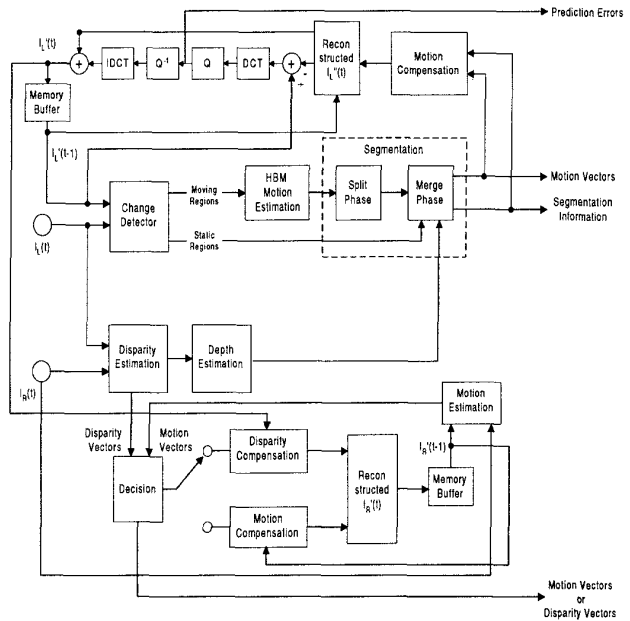 Prediction Errors
I_L'(t)
IDCT
Q⁻¹
Q
DCT
+
+
-
+
Recon
structed
I_L''(t)
Motion
Compensation
Memory
Buffer
I_L'(t-1)
Segmentation
Change
Detector
Moving
Regions
HBM
Motion
Estimation
Split
Phase
Merge
Phase
Motion Vectors
Segmentation
Information
Static
Regions
I_L(t)
Disparity
Estimation
Depth
Estimation
I_R(t)
Motion
Estimation
Disparity
Vectors
Motion
Vectors
Disparity
Compensation
I_R'(t-1)
Decision
Recon
structed
I_R'(t)
Memory
Buffer
Motion
Compensation
Motion Vectors
or
Disparity Vectors